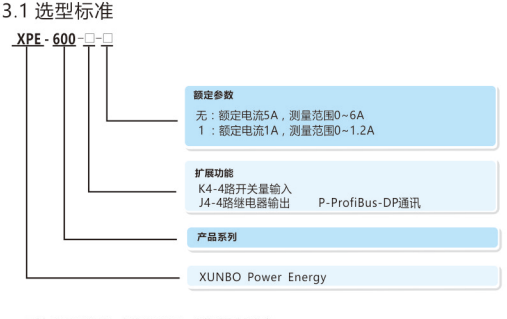 3.1 选型标准
XPE - 600-□-□
额定参数
无：额定电流5A，测量范围0~6A
1 ：额定电流1A，测量范围0~1.2A
扩展功能
K4-4路开关量输入
J4-4路继电器输出 P-ProfiBus-DP通讯
产品系列
XUNBO Power Energy